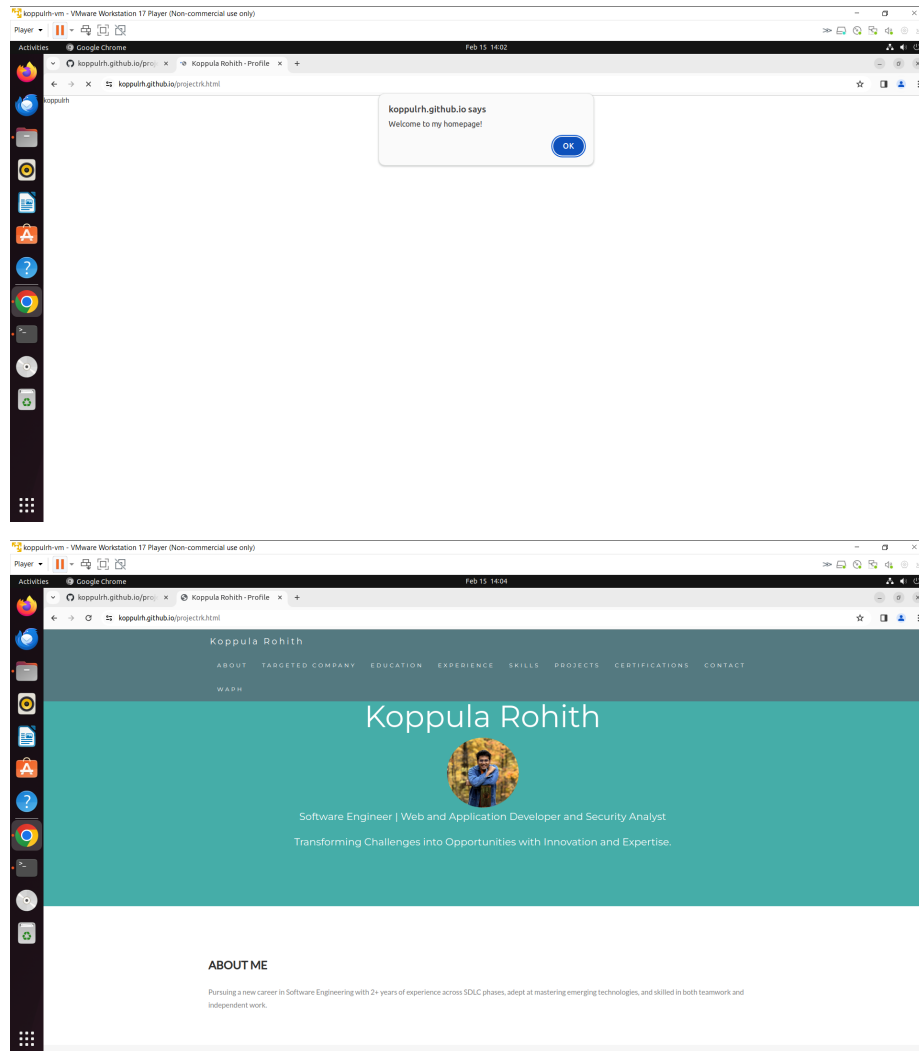 koppulrh-vm - VMware Workstation 17 Player (Non-commercial use only)
Player
Activities Google Chrome Feb 15 14:02
koppulrh.github.io/proj Koppula Rohith - Profile
koppulrh.github.io/projectrk.html
koppulrh
koppulrh.github.io says
Welcome to my homepage!
OK
koppulrh-vm - VMware Workstation 17 Player (Non-commercial use only)
Player
Activities Google Chrome Feb 15 14:04
koppulrh.github.io/proj Koppula Rohith - Profile
koppulrh.github.io/projectrk.html
Koppula Rohith
ABOUT TARGETED COMPANY EDUCATION EXPERIENCE SKILLS PROJECTS CERTIFICATIONS CONTACT
WAPH
Koppula Rohith
Software Engineer | Web and Application Developer and Security Analyst
Transforming Challenges into Opportunities with Innovation and Expertise.
ABOUT ME
Pursuing a new career in Software Engineering with 2+ years of experience across SDLC phases, adept at mastering emerging technologies, and skilled in both teamwork and
independent work.